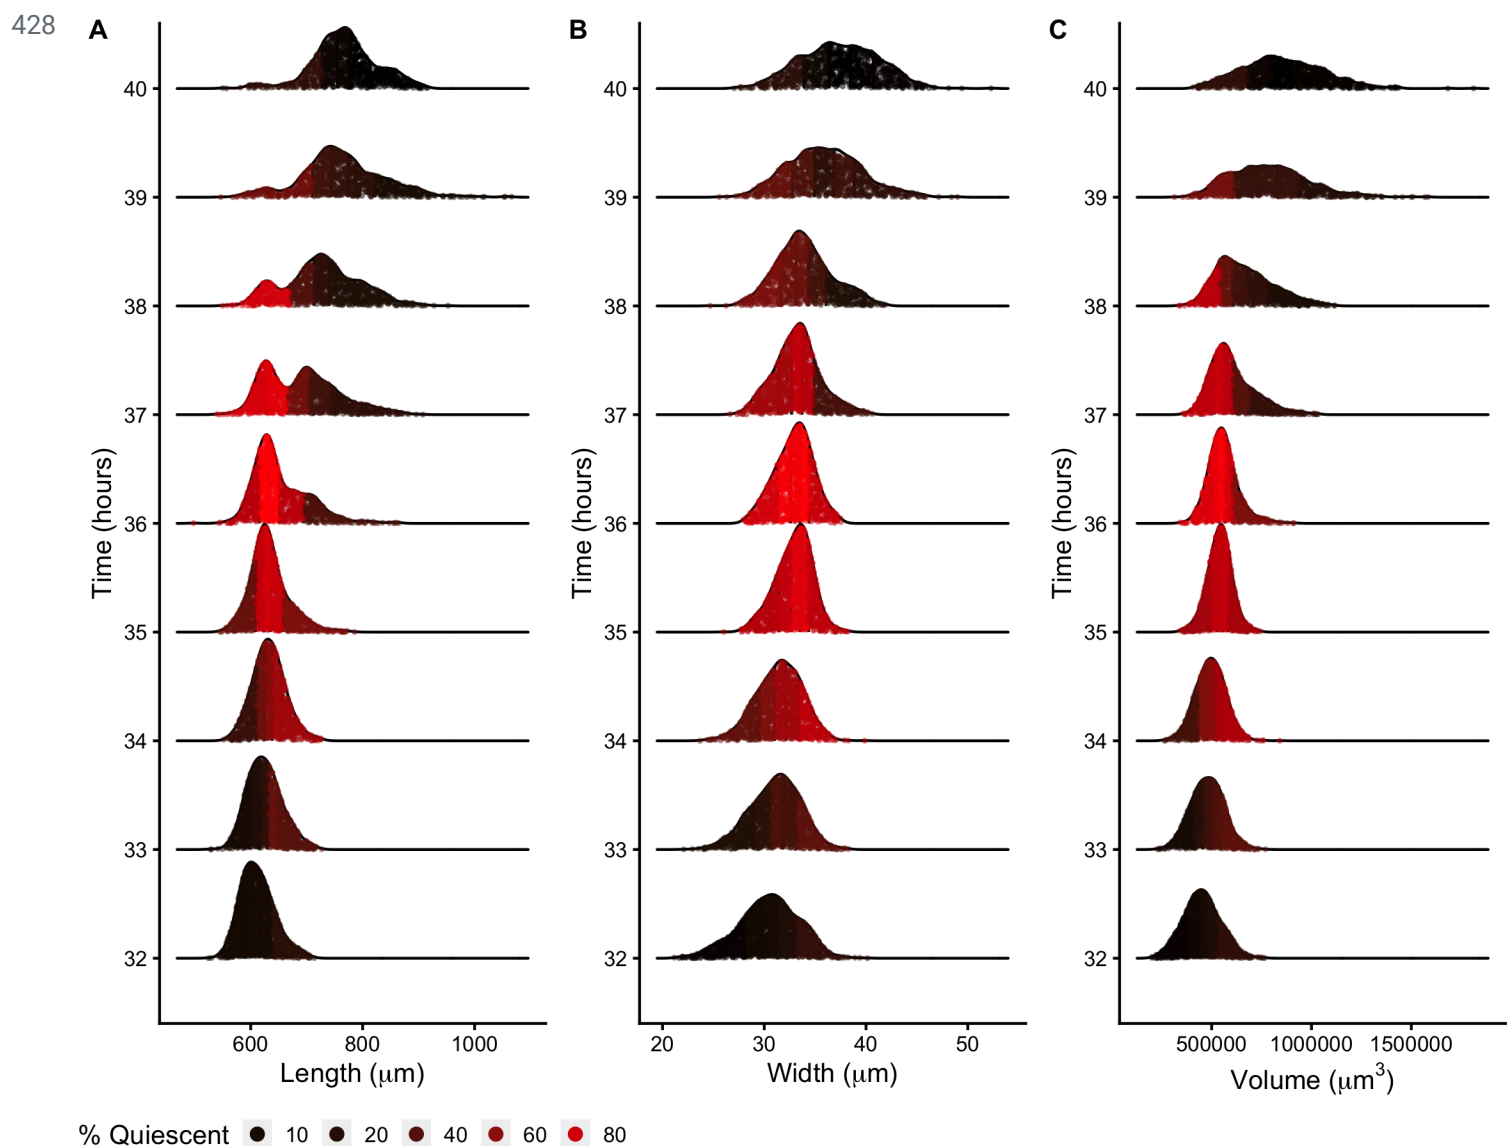 428
A
B
C
40
39
38
37
36
35
34
33
32
Time (hours)
600 800 1000
Length (μm)
40
39
38
37
36
35
34
33
32
Time (hours)
20 30 40 50
Width (μm)
40
39
38
37
36
35
34
33
32
Time (hours)
500000 1000000 1500000
Volume (μm³)
% Quiescent 10 20 40 60 80